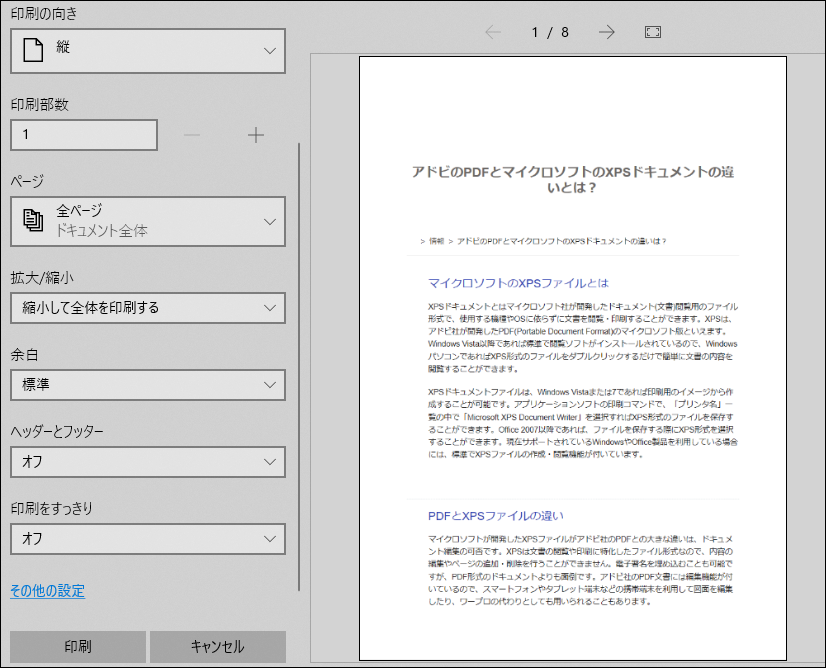 印刷の向き
縦
印刷部数
1
ページ
全ページ
ドキュメント全体
拡大/縮小
縮小して全体を印刷する
余白
標準
ヘッダーとフッター
オフ
印刷をすっきり
オフ
その他の設定
印刷
キャンセル
1 / 8
アドビのPDFとマイクロソフトのXPSドキュメントの違
いとは？
> 情報 > アドビのPDFとマイクロソフトのXPSドキュメントの違いは？
マイクロソフトのXPSファイルとは
XPSドキュメントとはマイクロソフト社が開発したドキュメント(文書)閲覧用のファイル
形式で、使用する機種やOSに依らずに文書を閲覧・印刷することができます。XPSは、
アドビ社が開発したPDF(Portable Document Format)のマイクロソフト版といえます。
Windows Vista以降であれば標準で閲覧ソフトがインストールされているので、Windows
パソコンであればXPS形式のファイルをダブルクリックするだけで簡単に文書の内容を
閲覧することができます。
XPSドキュメントファイルは、Windows Vistaまたは7であれば印刷用のイメージから作
成することが可能です。アプリケーションソフトの印刷コマンドで、「プリンタ名」一
覧の中で「Microsoft XPS Document Writer」を選択すればXPS形式のファイルを保存す
ることができます。Office 2007以降であれば、ファイルを保存する際にXPS形式を選択
することができます。現在サポートされているWindowsやOffice製品を利用している場合
には、標準でXPSファイルの作成・閲覧機能が付いています。
PDFとXPSファイルの違い
マイクロソフトが開発したXPSファイルがアドビ社のPDFとの大きな違いは、ドキュメ
ント編集の可否です。XPSは文書の閲覧や印刷に特化したファイル形式なので、内容の
編集やページの追加・削除を行うことができません。電子署名を埋め込むことも可能で
すが、PDF形式のドキュメントよりも面倒です。アドビ社のPDF文書には編集機能が付
いているので、スマートフォンやタブレット端末などの携帯端末を利用して図面を編集
したり、ワープロの代わりとしても用いられることもあります。